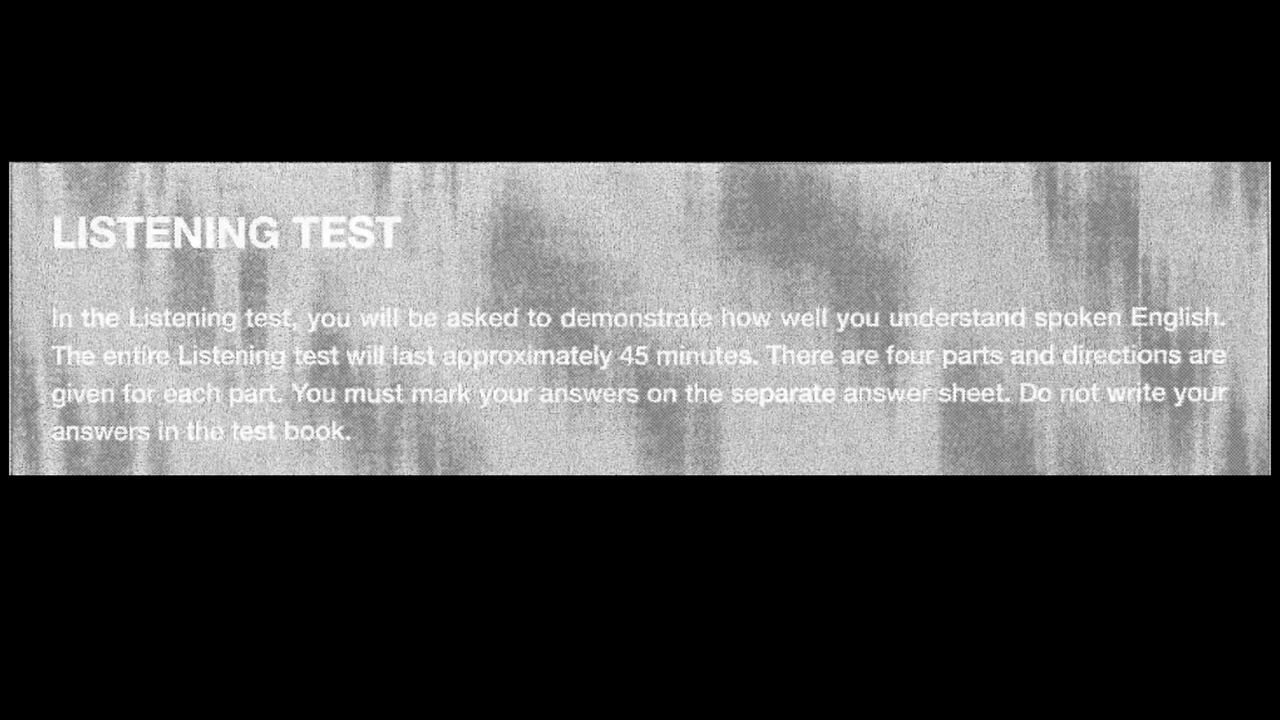 LISTENING TEST
In the Listening test, you will be asked to demonstrate how well you understand spoken English.
The entire Listening test will last approximately 45 minutes. There are four parts and directions are
given for each part. You must mark your answers on the separate answer sheet. Do not write your
answers in the test book.